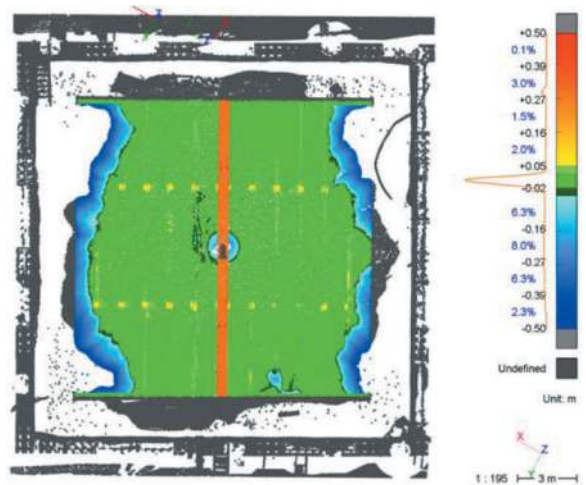 +0.50
0.1%
+0.39
3.0%
+0.27
1.5%
+0.16
2.0%
+0.05
-0.02
6.3%
-0.16
8.0%
-0.27
6.3%
-0.39
2.3%
-0.50
Undefined
Unit: m
X
Z
Y
1 : 195
3 m